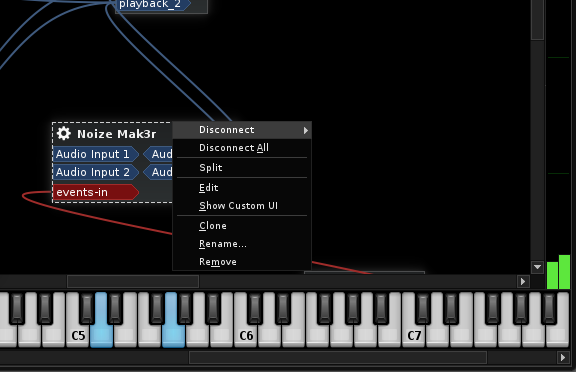 playback_2
Noize Mak3r
Audio Input 1
Aud
Audio Input 2
Aud
events-in
Disconnect
Disconnect All
Split
Edit
Show Custom UI
Clone
Rename...
Remove
C5
C6
C7